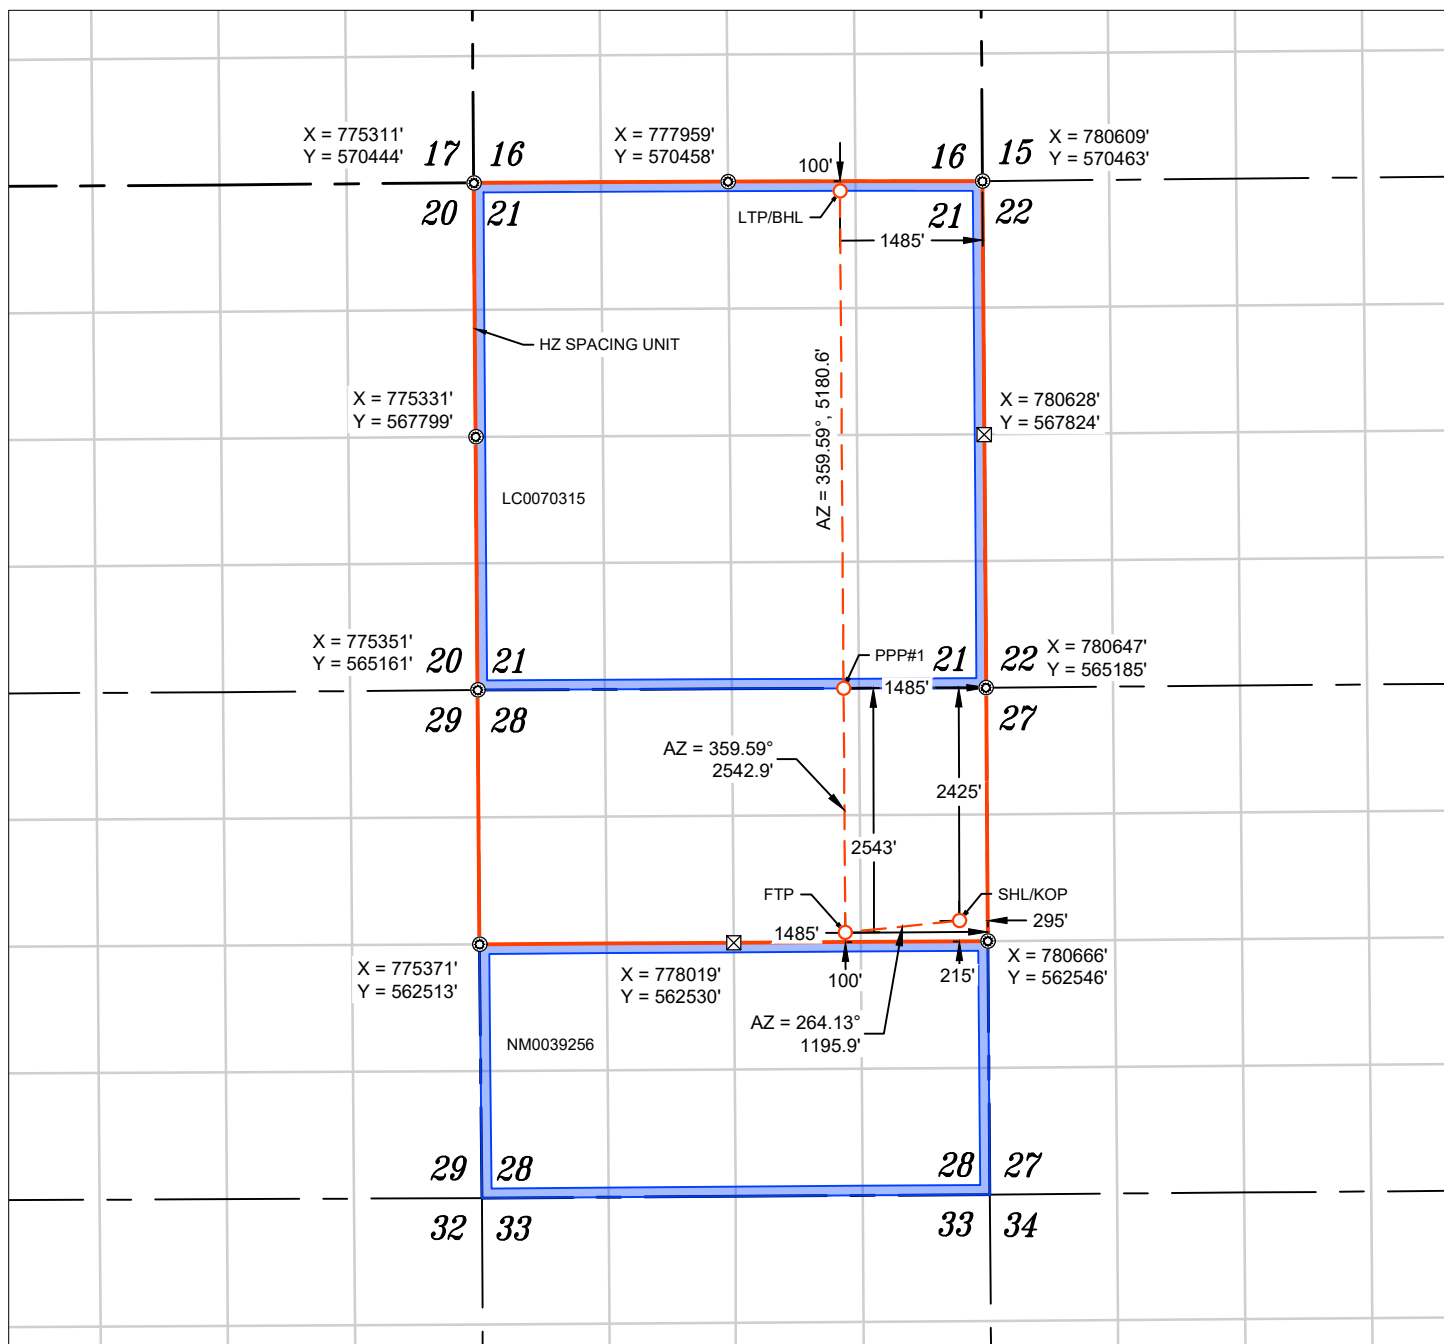 X = 775311'
Y = 570444'
17 16
X = 777959'
Y = 570458'
100'
16 15
X = 780609'
Y = 570463'
20 21
LTP/BHL
21 22
1485'
HZ SPACING UNIT
AZ = 359.59°, 5180.6'
X = 775331'
Y = 567799'
X = 780628'
Y = 567824'
LC0070315
X = 775351'
Y = 565161'
20 21
PPP#1
21 22
X = 780647'
Y = 565185'
1485'
29 28
27
AZ = 359.59°
2542.9'
2425'
2543'
FTP
SHL/KOP
295'
1485'
X = 775371'
Y = 562513'
X = 778019'
Y = 562530'
100'
215'
X = 780666'
Y = 562546'
AZ = 264.13°
1195.9'
NM0039256
29 28
28 27
32 33
33 34